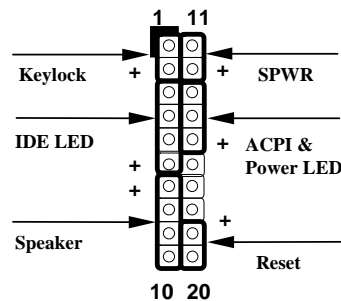 1 11
Keylock + + SPWR
IDE LED + ACPI &
Power LED
+
+
Speaker +
Reset
10 20